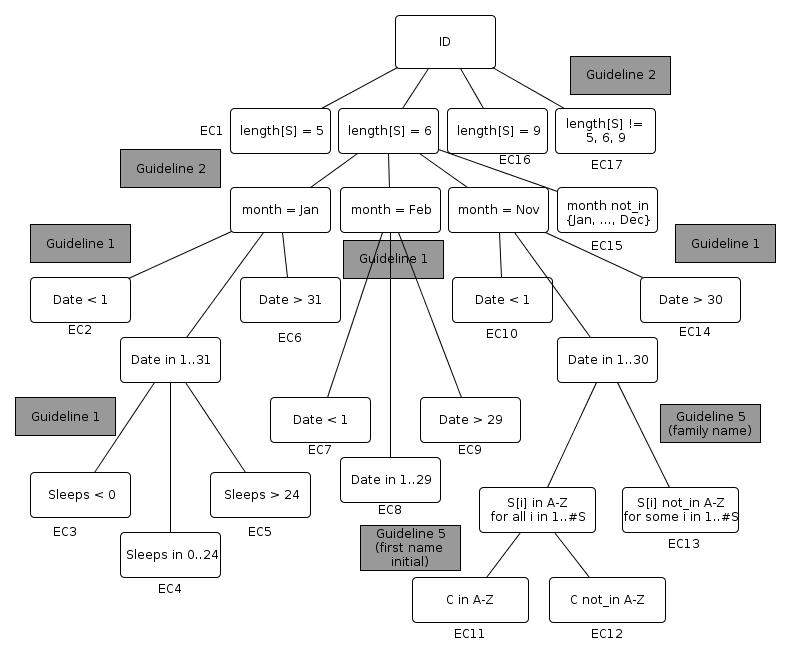 ID
Guideline 2
EC1
length[S] = 5
length[S] = 6
length[S] = 9
length[S] !=
5, 6, 9
EC16
EC17
Guideline 2
month = Jan
month = Feb
month = Nov
month not_in
{Jan, ..., Dec}
EC15
Guideline 1
Guideline 1
Guideline 1
Date < 1
Date > 31
Date < 1
Date > 30
EC2
EC6
EC10
EC14
Date in 1..31
Date in 1..30
Guideline 1
Date < 1
Date > 29
Guideline 5
(family name)
EC7
EC9
Sleeps < 0
Sleeps > 24
Date in 1..29
S[i] in A-Z
for all i in 1..#S
S[i] not_in A-Z
for some i in 1..#S
EC8
EC3
EC5
EC13
Guideline 5
(first name
initial)
Sleeps in 0..24
EC4
C in A-Z
C not_in A-Z
EC11
EC12